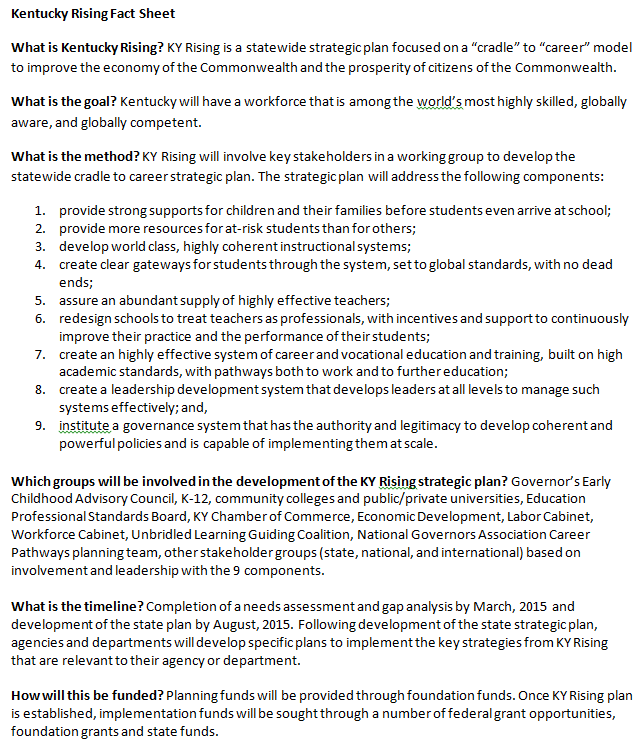 Kentucky Rising Fact Sheet
What is Kentucky Rising? KY Rising is a statewide strategic plan focused on a “cradle” to “career” model
to improve the economy of the Commonwealth and the prosperity of citizens of the Commonwealth.
What is the goal? Kentucky will have a workforce that is among the world’s most highly skilled, globally
aware, and globally competent.
What is the method? KY Rising will involve key stakeholders in a working group to develop the
statewide cradle to career strategic plan. The strategic plan will address the following components:
1. provide strong supports for children and their families before students even arrive at school;
2. provide more resources for at-risk students than for others;
3. develop world class, highly coherent instructional systems;
4. create clear gateways for students through the system, set to global standards, with no dead
ends;
5. assure an abundant supply of highly effective teachers;
6. redesign schools to treat teachers as professionals, with incentives and support to continuously
improve their practice and the performance of their students;
7. create an highly effective system of career and vocational education and training, built on high
academic standards, with pathways both to work and to further education;
8. create a leadership development system that develops leaders at all levels to manage such
systems effectively; and,
9. institute a governance system that has the authority and legitimacy to develop coherent and
powerful policies and is capable of implementing them at scale.
Which groups will be involved in the development of the KY Rising strategic plan? Governor’s Early
Childhood Advisory Council, K-12, community colleges and public/private universities, Education
Professional Standards Board, KY Chamber of Commerce, Economic Development, Labor Cabinet,
Workforce Cabinet, Unbridled Learning Guiding Coalition, National Governors Association Career
Pathways planning team, other stakeholder groups (state, national, and international) based on
involvement and leadership with the 9 components.
What is the timeline? Completion of a needs assessment and gap analysis by March, 2015 and
development of the state plan by August, 2015. Following development of the state strategic plan,
agencies and departments will develop specific plans to implement the key strategies from KY Rising
that are relevant to their agency or department.
How will this be funded? Planning funds will be provided through foundation funds. Once KY Rising plan
is established, implementation funds will be sought through a number of federal grant opportunities,
foundation grants and state funds.